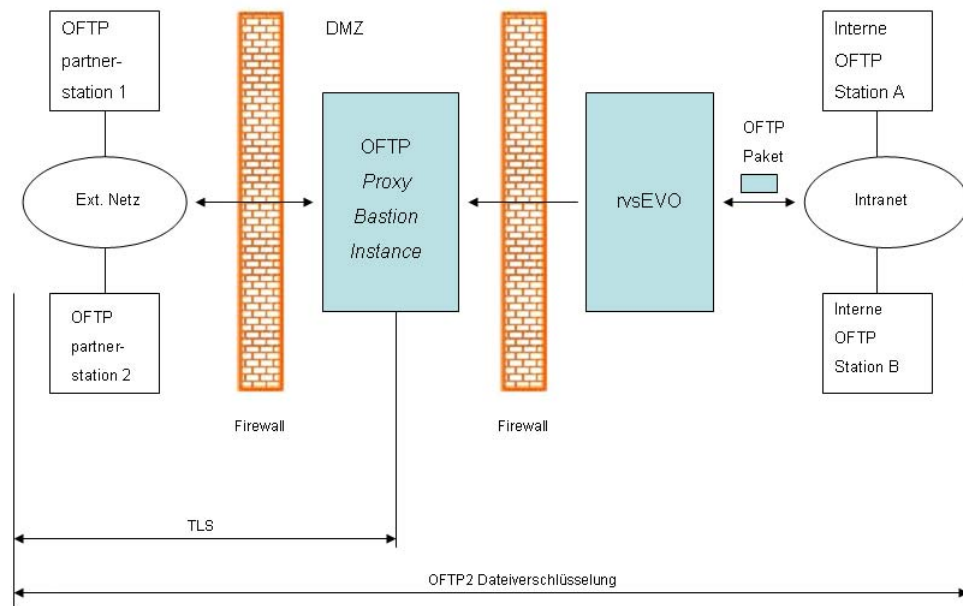 OFTP
partner-
station 1
DMZ
Interne
OFTP
Station A
OFTP
Paket
OFTP
Proxy
Bastion
Instance
rvsEVO
Ext. Netz
Intranet
OFTP
partner-
station 2
Interne
OFTP
Station B
Firewall
Firewall
TLS
OFTP2 Dateiverschlüsselung